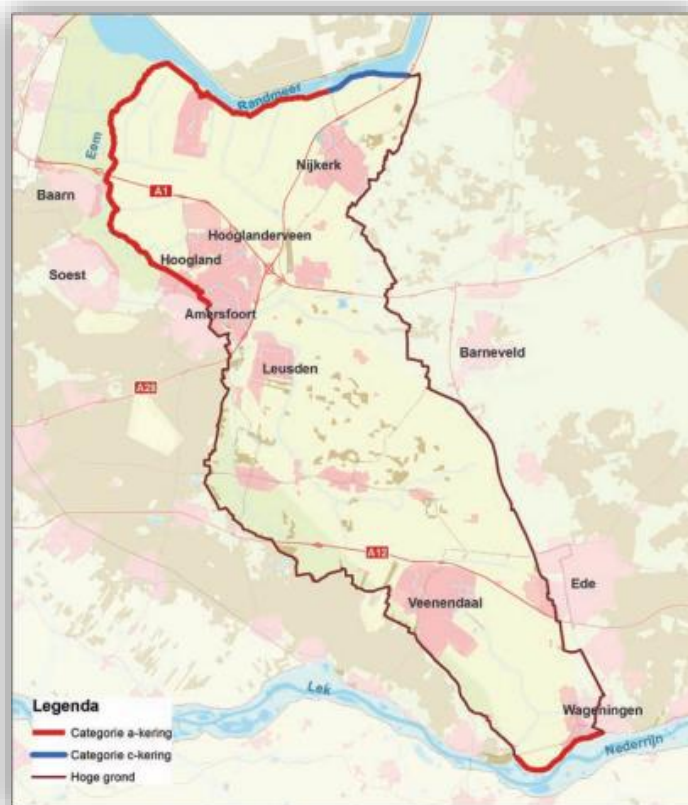 Randmeer
Eem
Nijkerk
A1
Baarn
Hooglanderveen
Hoogland
Soest
Amersfoort
Barneveld
Leusden
A28
A12
Ede
Veenendaal
Legenda
Lek
Wageningen
Categorie a-kering
Nederrijn
Categorie c-kering
Hoge grond